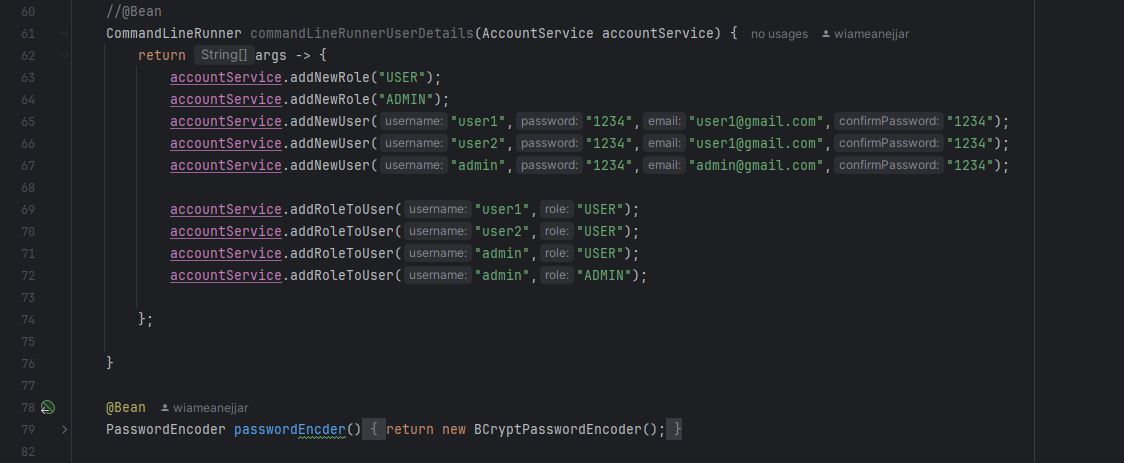 60 //@Bean
61 CommandLineRunner commandLineRunnerUserDetails(AccountService accountService) { no usages wiameanejjar
62 return String[] args -> {
63 accountService.addNewRole("USER");
64 accountService.addNewRole("ADMIN");
65 accountService.addNewUser( username: "user1", password: "1234", email: "user1@gmail.com", confirmPassword: "1234");
66 accountService.addNewUser( username: "user2", password: "1234", email: "user1@gmail.com", confirmPassword: "1234");
67 accountService.addNewUser( username: "admin", password: "1234", email: "admin@gmail.com", confirmPassword: "1234");
68
69 accountService.addRoleToUser( username: "user1", role: "USER");
70 accountService.addRoleToUser( username: "user2", role: "USER");
71 accountService.addRoleToUser( username: "admin", role: "USER");
72 accountService.addRoleToUser( username: "admin", role: "ADMIN");
73
74 };
75
76 }
77
78 @Bean wiameanejjar
79 PasswordEncoder passwordEncder() { return new BCryptPasswordEncoder(); }
82